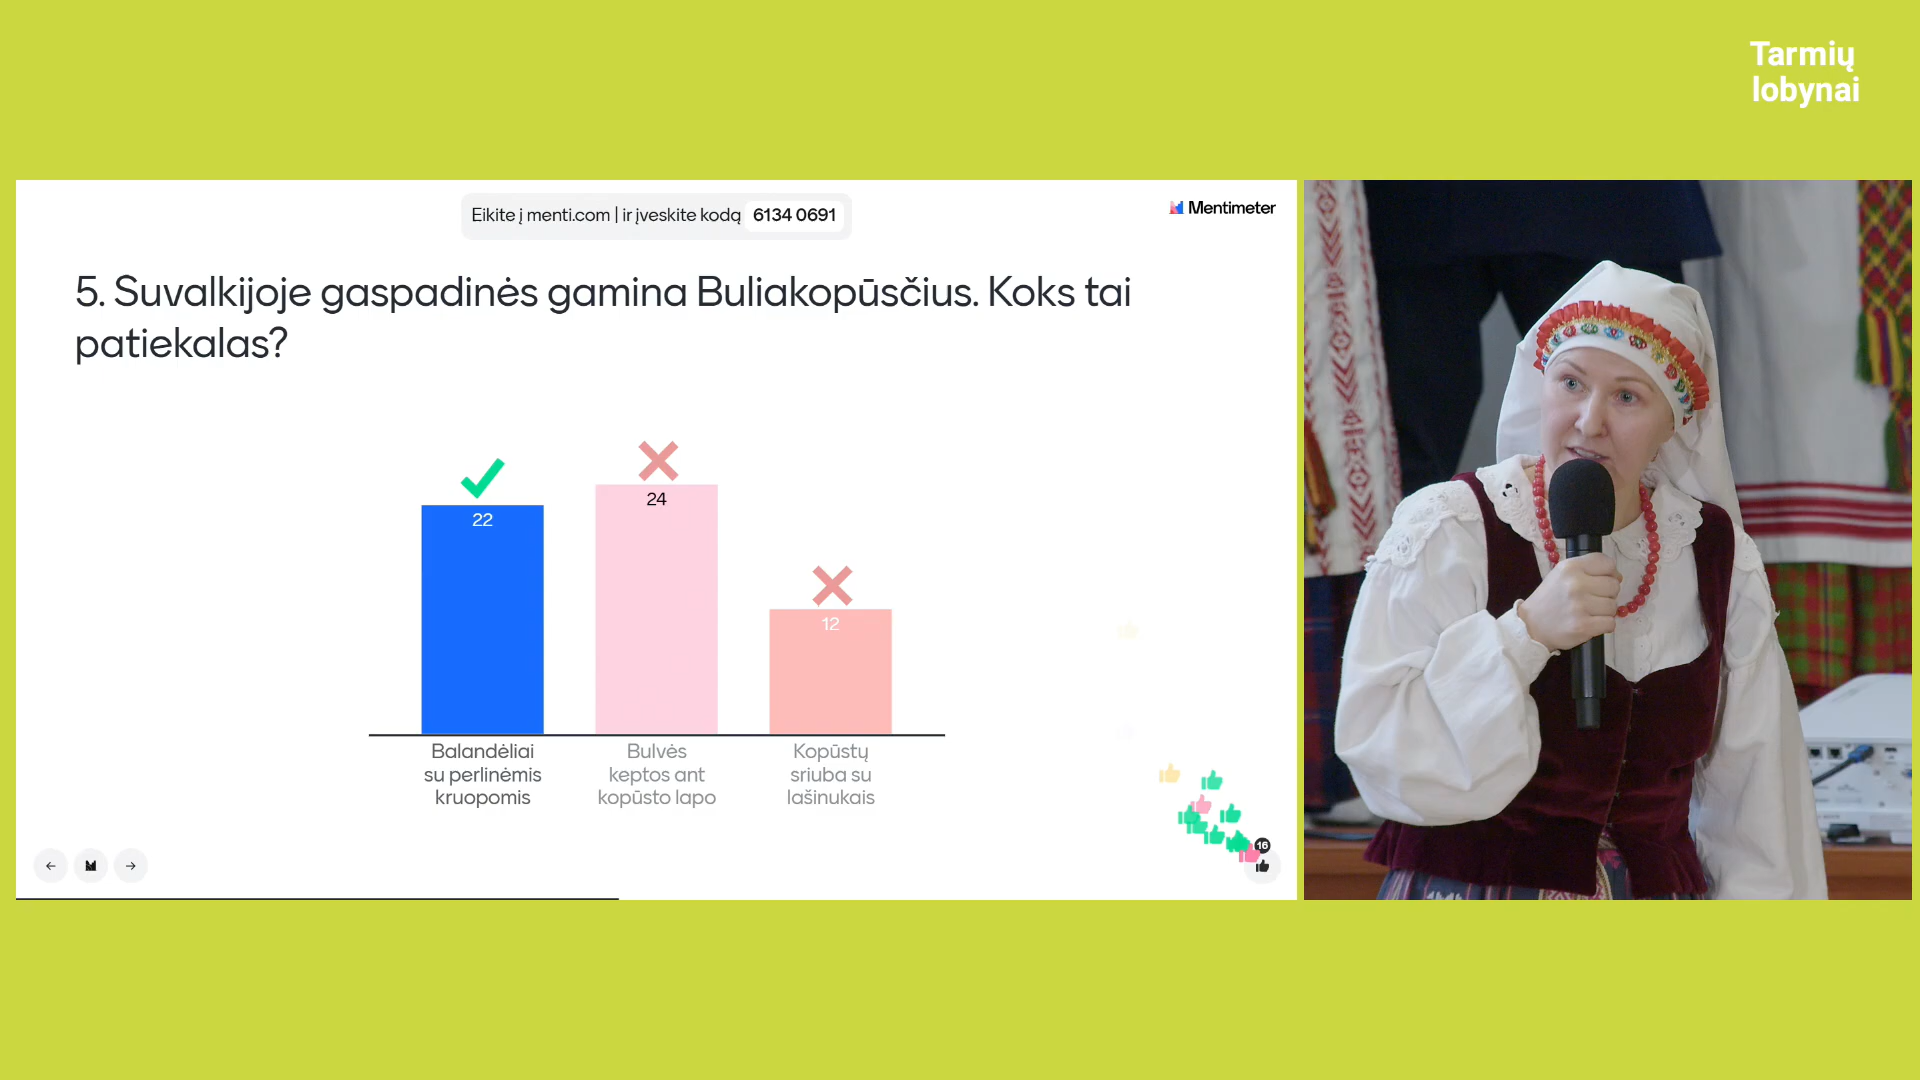 Tarmių
lobynai
Eikite į menti.com | ir įveskite kodą 6134 0691
Mentimeter
5. Suvalkijoje gaspadinės gamina Buliakopūsčius. Koks tai
patiekalas?
22
24
12
Balandėliai
su perlinėmis
kruopomis
Bulvės
keptos ant
kopūsto lapo
Kopūstų
sriuba su
lašinukais
16